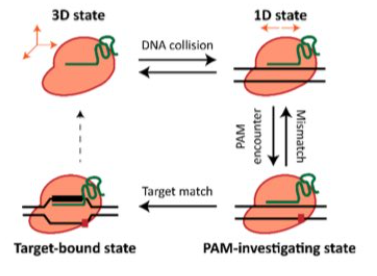 3D state
1D state
DNA collision
PAM
encounter
Mismatch
Target match
Target-bound state
PAM-investigating state